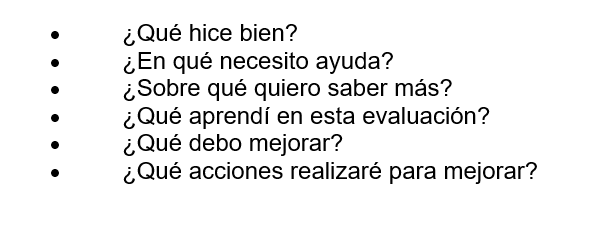 • ¿Qué hice bien?
• ¿En qué necesito ayuda?
• ¿Sobre qué quiero saber más?
• ¿Qué aprendí en esta evaluación?
• ¿Qué debo mejorar?
• ¿Qué acciones realizaré para mejorar?